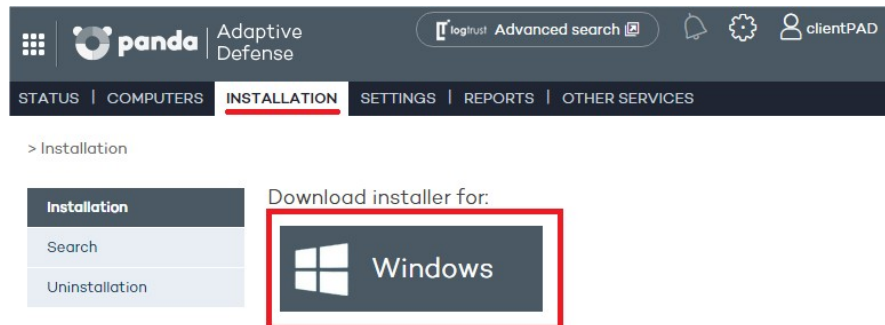 panda Adaptive Defense
logtrust Advanced search
clientPAD
STATUS | COMPUTERS INSTALLATION SETTINGS | REPORTS | OTHER SERVICES
> Installation
Installation
Search
Uninstallation
Download installer for:
Windows